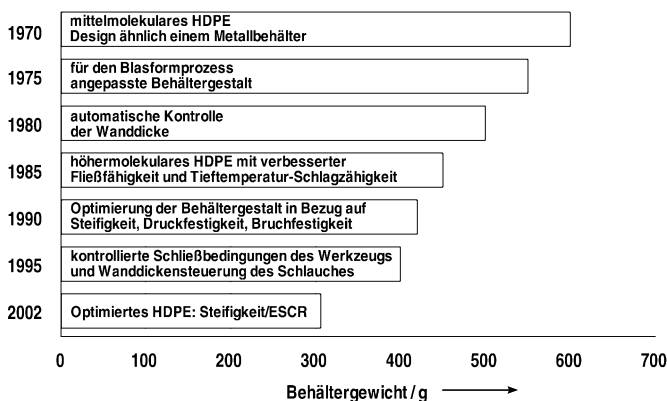 1970
mittelmolekulares HDPE
Design ähnlich einem Metallbehälter
1975
für den Blasformprozess
angepasste Behältergestalt
1980
automatische Kontrolle
der Wanddicke
1985
höhermolekulares HDPE mit verbesserter
Fließfähigkeit und Tieftemperatur-Schlagzähigkeit
1990
Optimierung der Behältergestalt in Bezug auf
Steifigkeit, Druckfestigkeit, Bruchfestigkeit
1995
kontrollierte Schließbedingungen des Werkzeugs
und Wanddickensteuerung des Schlauches
2002
Optimiertes HDPE: Steifigkeit/ESCR
0 100 200 300 400 500 600 700
Behältergewicht / g